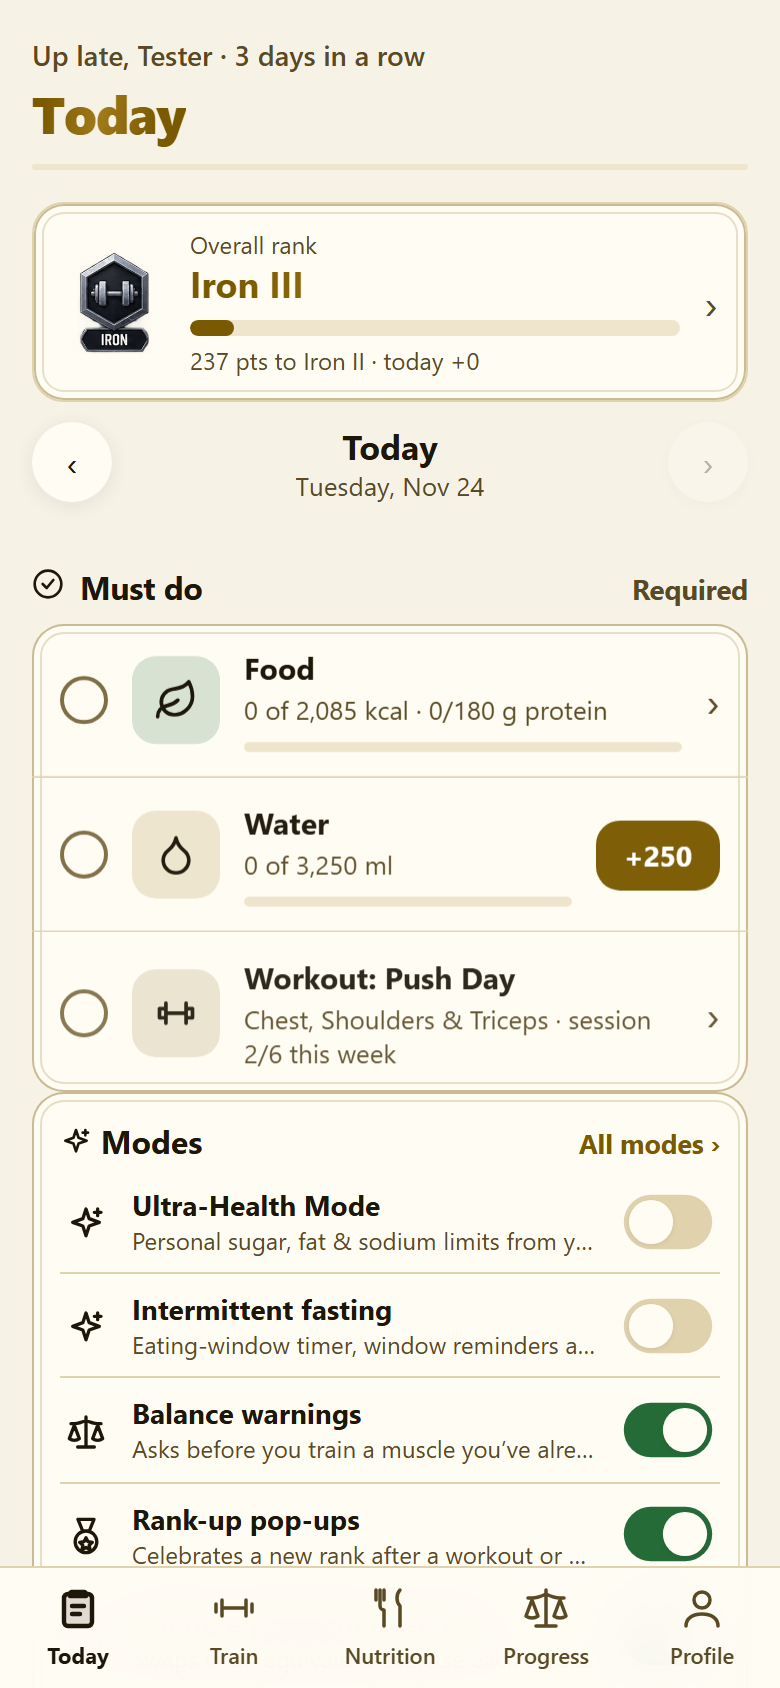 Up late, Tester · 3 days in a row
Today
Overall rank
Iron III
IRON
237 pts to Iron II · today +0
Today
Tuesday, Nov 24
Must do
Required
Food
0 of 2,085 kcal · 0/180 g protein
Water
0 of 3,250 ml
+250
Workout: Push Day
Chest, Shoulders & Triceps · session
2/6 this week
Modes
All modes ›
Ultra-Health Mode
Personal sugar, fat & sodium limits from y...
Intermittent fasting
Eating-window timer, window reminders a...
Balance warnings
Asks before you train a muscle you’ve alre...
Rank-up pop-ups
Celebrates a new rank after a workout or ...
Today
Train
Nutrition
Progress
Profile